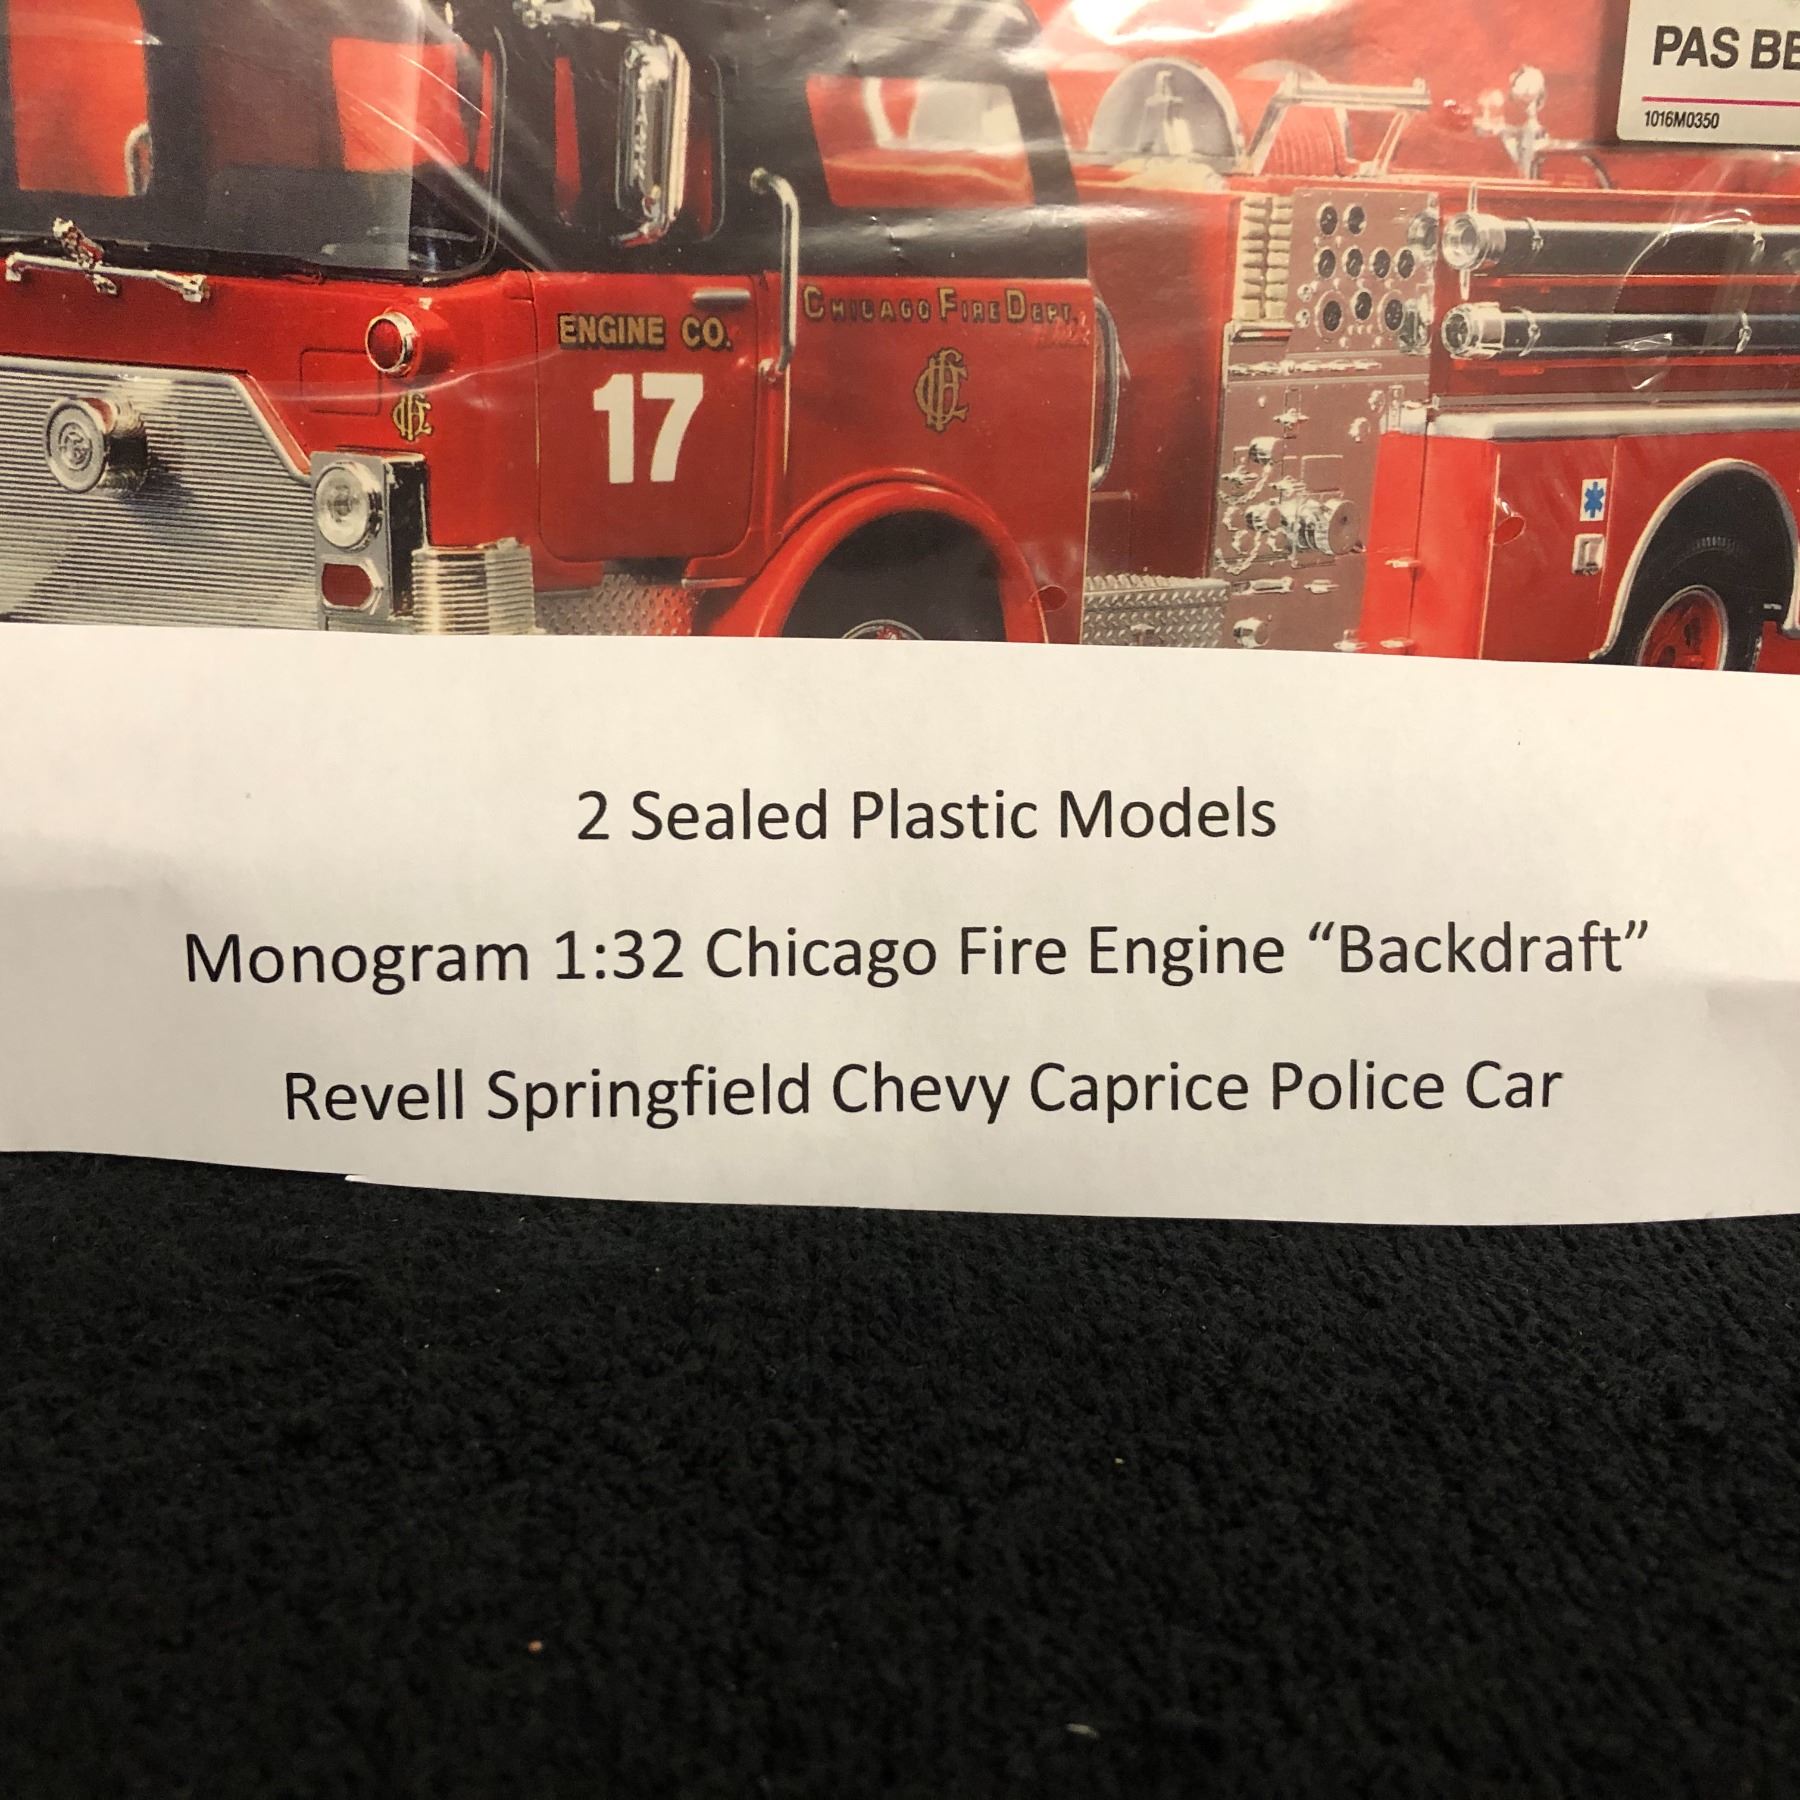 PAS BE
1016M0350
ENGINE CO.
17
CHICAGO FIRE DEPT.
2 Sealed Plastic Models
Monogram 1:32 Chicago Fire Engine “Backdraft”
Revell Springfield Chevy Caprice Police Car